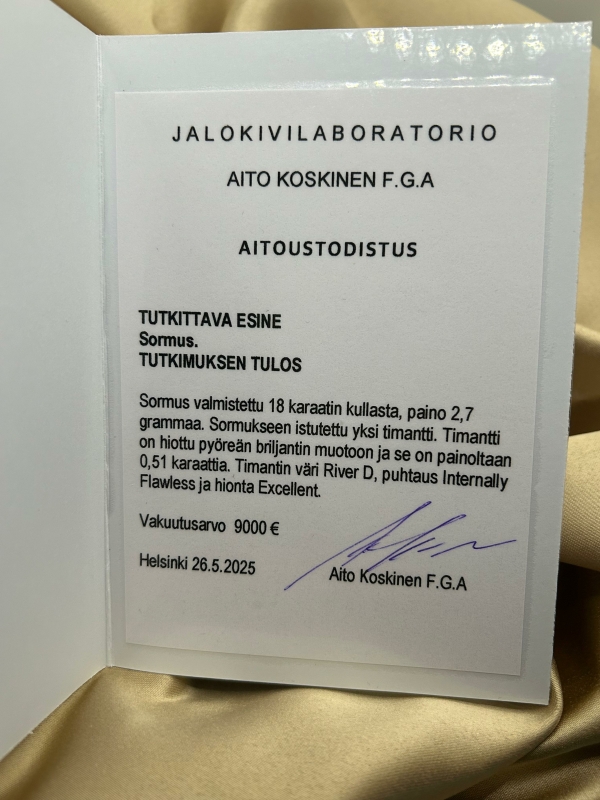 JALOKIVILABORATORIO
AITO KOSKINEN F.G.A
AITOUSTODISTUS
TUTKITTAVA ESINE
Sormus.
TUTKIMUKSEN TULOS
Sormus valmistettu 18 karaatin kullasta, paino 2,7
grammaa. Sormukseen istutettu yksi timantti. Timantti
on hiottu pyöreän briljantin muotoon ja se on painoltaan
0,51 karaattia. Timantin väri River D, puhtaus Internally
Flawless ja hionta Excellent.
Vakuutusarvo 9000 €
Helsinki 26.5.2025
Aito Koskinen F.G.A